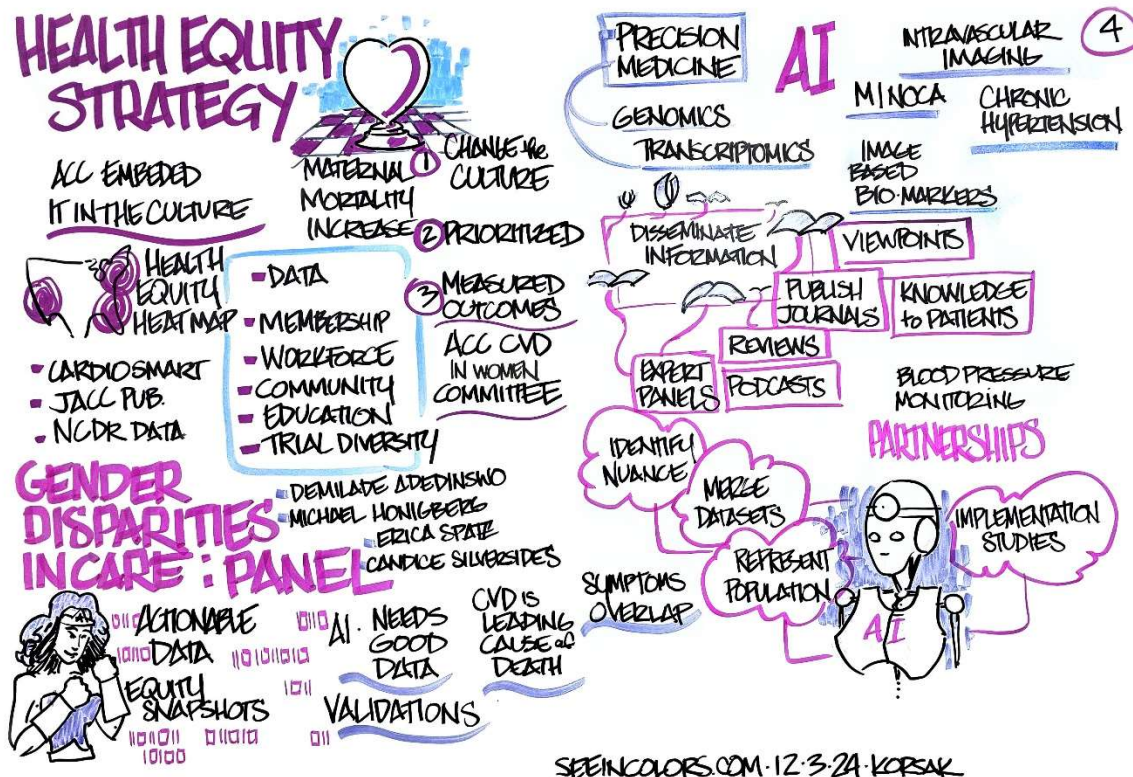 HEALTH EQUITY
STRATEGY
ACC EMBEDED
IT IN THE CULTURE
MATERNAL
MORTALITY
INCREASE
1 CHANGE the
CULTURE
2 PRIORITIZED
3 MEASURED
OUTCOMES
ACC CVD
IN WOMEN
COMMITTEE
HEALTH
EQUITY
HEAT MAP
- CARDIOSMART
- JACC PUB.
- NCDR DATA
- DATA
- MEMBERSHIP
- WORKFORCE
- COMMUNITY
- EDUCATION
- TRIAL DIVERSITY
GENDER
DISPARITIES
IN CARE : PANEL
DEMILADE ADEDINSWO
MICHAEL HONIGBERG
ERICA SPATZ
CANDICE SILVERSIDES
ACTIONABLE
DATA
EQUITY
SNAPSHOTS
AI. NEEDS
GOOD
DATA
VALIDATIONS
CVD IS
LEADING
CAUSE of
DEATH
SYMPTOMS
OVERLAP
PRECISION
MEDICINE
GENOMICS
TRANSCRIPTOMICS
AI
INTRAVASCULAR
IMAGING
4
MINOCA
CHRONIC
HYPERTENSION
IMAGE
BASED
BIO-MARKERS
DISSEMINATE
INFORMATION
VIEWPOINTS
PUBLISH
JOURNALS
KNOWLEDGE
to PATIENTS
REVIEWS
EXPERT
PANELS
PODCASTS
BLOOD PRESSURE
MONITORING
PARTNERSHIPS
IDENTIFY
NUANCE
MERGE
DATASETS
REPRESENT
POPULATION
IMPLEMENTATION
STUDIES
AI
SEEINCOLORS.COM·12·3·24·KORSAK